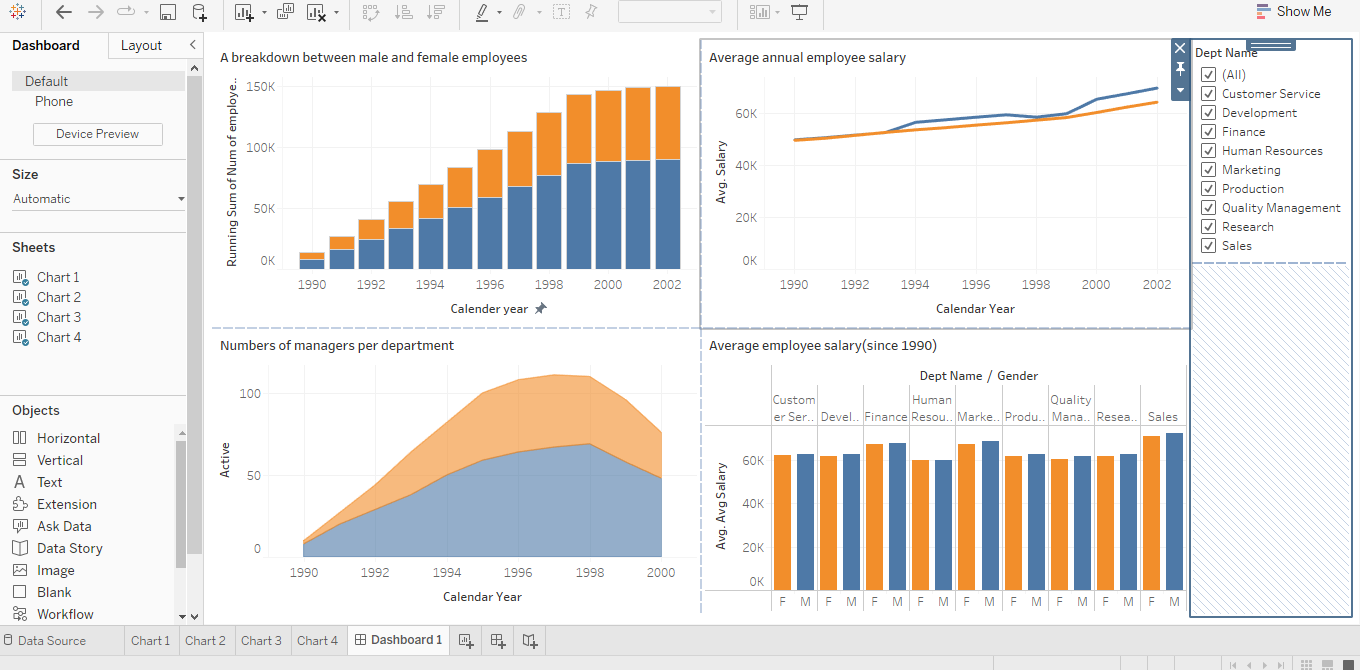 Show Me
Dashboard
Layout
Default
Phone
Device Preview
Size
Automatic
Sheets
Chart 1
Chart 2
Chart 3
Chart 4
Objects
Horizontal
Vertical
Text
Extension
Ask Data
Data Story
Image
Blank
Workflow
A breakdown between male and female employees
Running Sum of Num of employe..
150K
100K
50K
0K
1990 1992 1994 1996 1998 2000 2002
Calender year
Average annual employee salary
Avg. Salary
60K
40K
20K
0K
1990 1992 1994 1996 1998 2000 2002
Calendar Year
Dept Name
(All)
Customer Service
Development
Finance
Human Resources
Marketing
Production
Quality Management
Research
Sales
Numbers of managers per department
Active
100
50
0
1990 1992 1994 1996 1998 2000
Calendar Year
Average employee salary(since 1990)
Dept Name / Gender
Custom
er Ser..
Devel..
Finance
Human
Resou..
Marke..
Produ..
Quality
Mana..
Resea..
Sales
Avg. Avg Salary
60K
40K
20K
0K
F M F M F M F M F M F M F M F M F M
Data Source
Chart 1
Chart 2
Chart 3
Chart 4
Dashboard 1